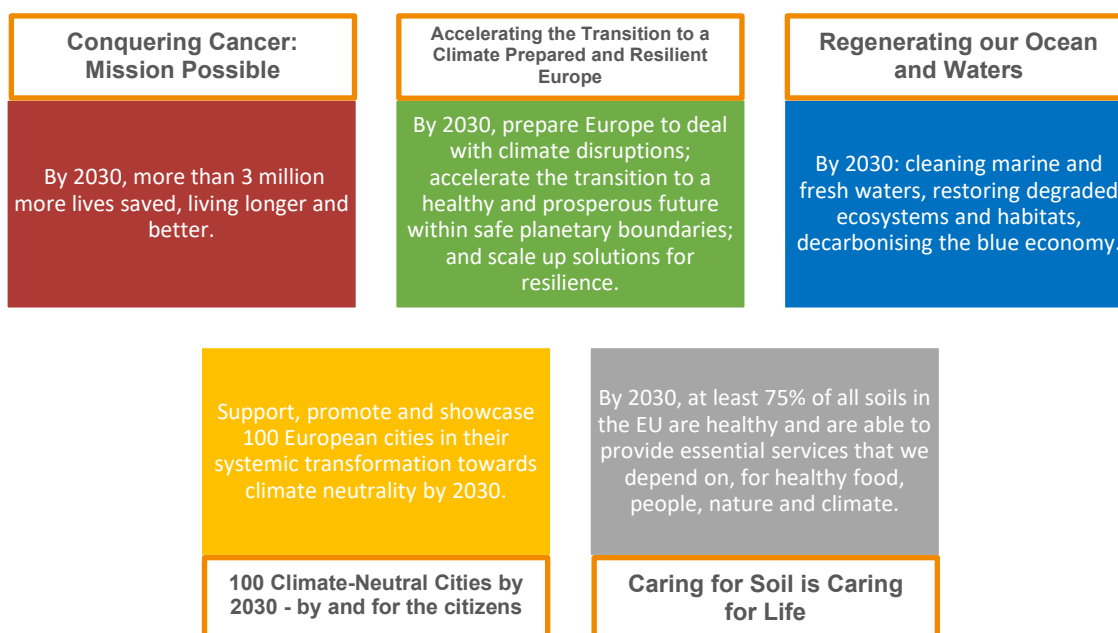 Conquering Cancer:
Mission Possible
By 2030, more than 3 million
more lives saved, living longer and
better.
Accelerating the Transition to a
Climate Prepared and Resilient
Europe
By 2030, prepare Europe to deal
with climate disruptions;
accelerate the transition to a
healthy and prosperous future
within safe planetary boundaries;
and scale up solutions for
resilience.
Regenerating our Ocean
and Waters
By 2030: cleaning marine and
fresh waters, restoring degraded
ecosystems and habitats,
decarbonising the blue economy.
Support, promote and showcase
100 European cities in their
systemic transformation towards
climate neutrality by 2030.
100 Climate-Neutral Cities by
2030 - by and for the citizens
By 2030, at least 75% of all soils in
the EU are healthy and are able to
provide essential services that we
depend on, for healthy food,
people, nature and climate.
Caring for Soil is Caring
for Life